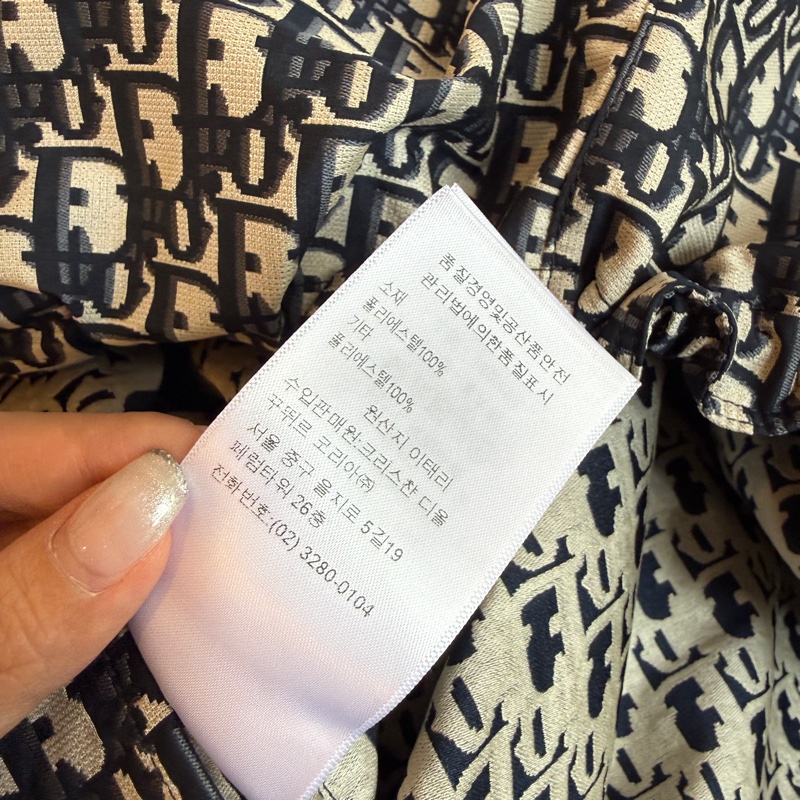 품질경영및공산품안전
관리법에의한품질표시
소재
폴리에스텔100%
기타
폴리에스텔100%
원산지 이태리
수입판매원:크리스챤 디올
꾸뛰르 코리아㈜
서울 중구 을지로 5길19
페럼타워 26층
전화번호:(02) 3280-0104